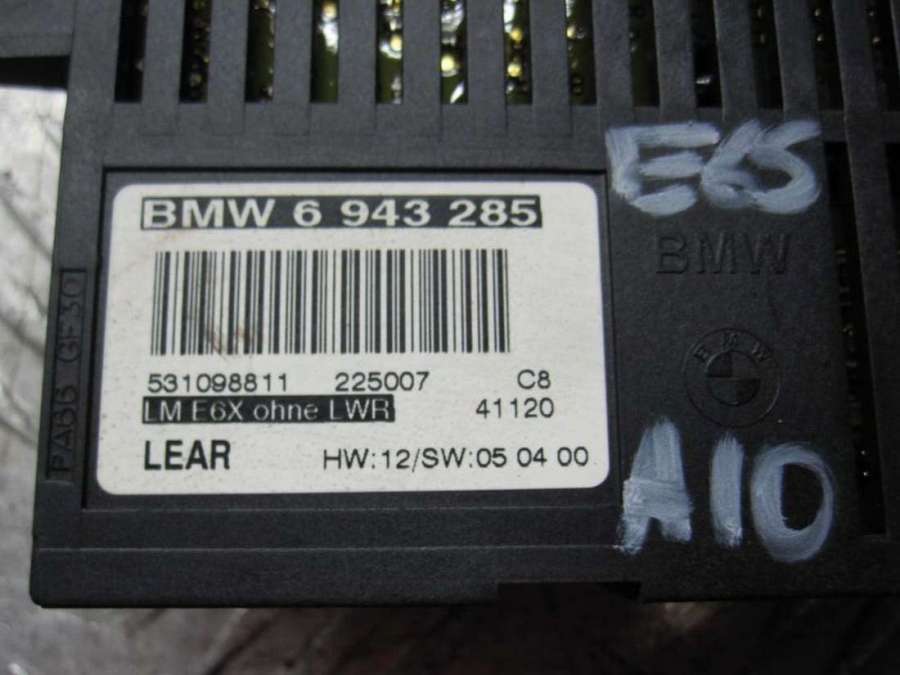 BMW 6 943 285
531098811 225007 C8
LM E6X ohne LWR 41120
LEAR HW:12/SW:05 04 00
E65
BMW
BMW
A10
PA66 GF30